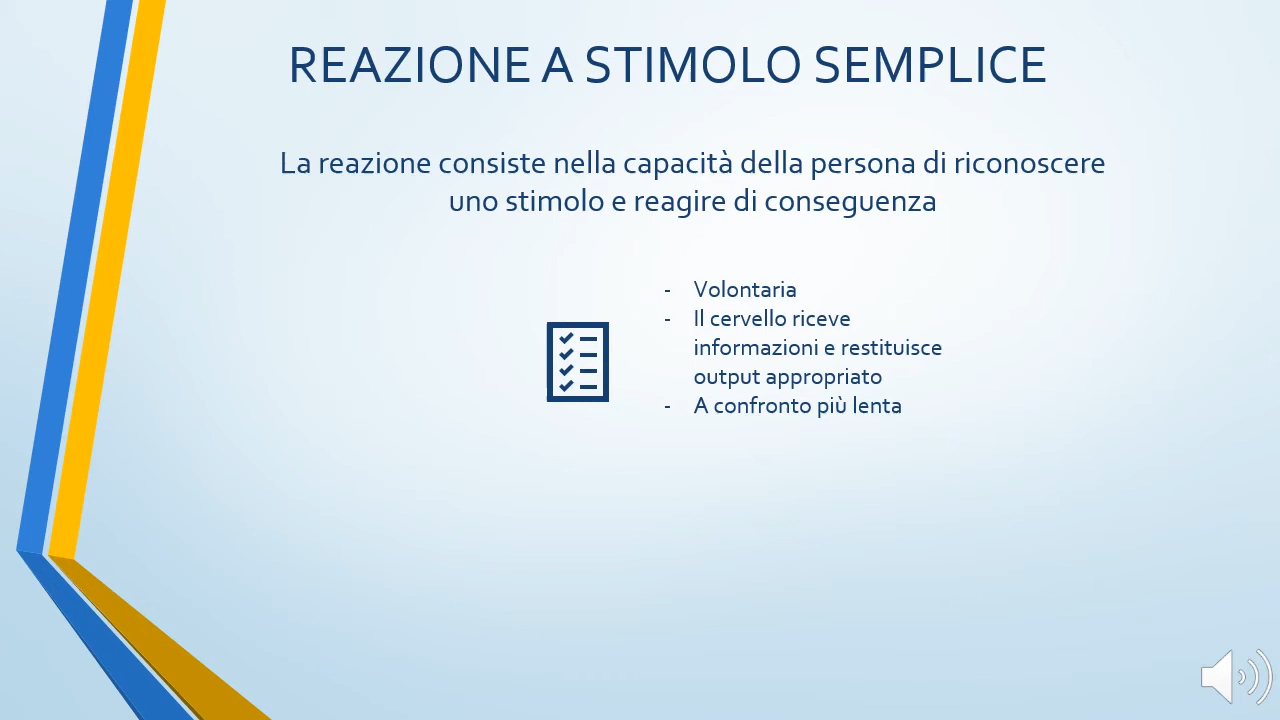 REAZIONE A STIMOLO SEMPLICE
La reazione consiste nella capacità della persona di riconoscere
uno stimolo e reagire di conseguenza
- Volontaria
- Il cervello riceve
informazioni e restituisce
output appropriato
- A confronto più lenta